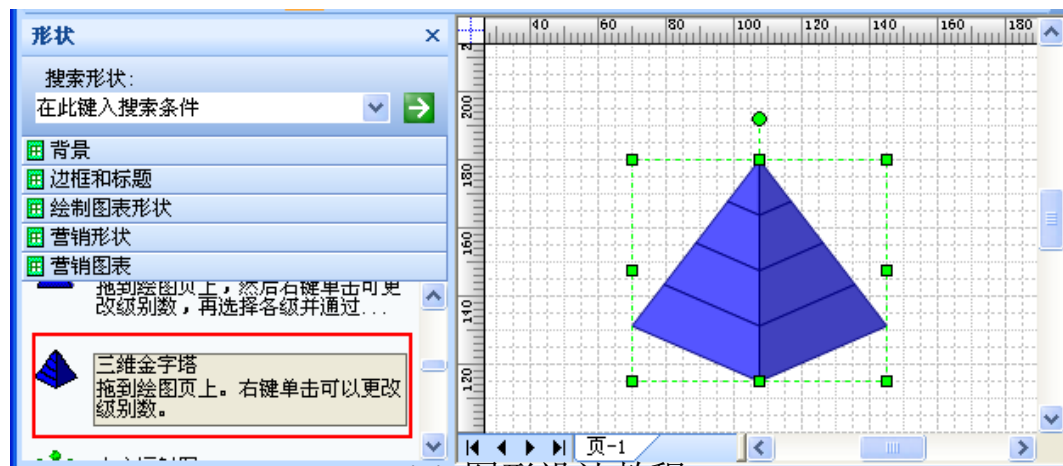 形状
搜索形状:
在此键入搜索条件
背景
边框和标题
绘制图表形状
营销形状
营销图表
拖到绘图页上，然后右键单击可更
改级别数，再选择各级并通过...
三维金字塔
拖到绘图页上。右键单击可以更改
级别数。
40 60 80 100 120 140 160 180
200
180
160
140
120
页-1